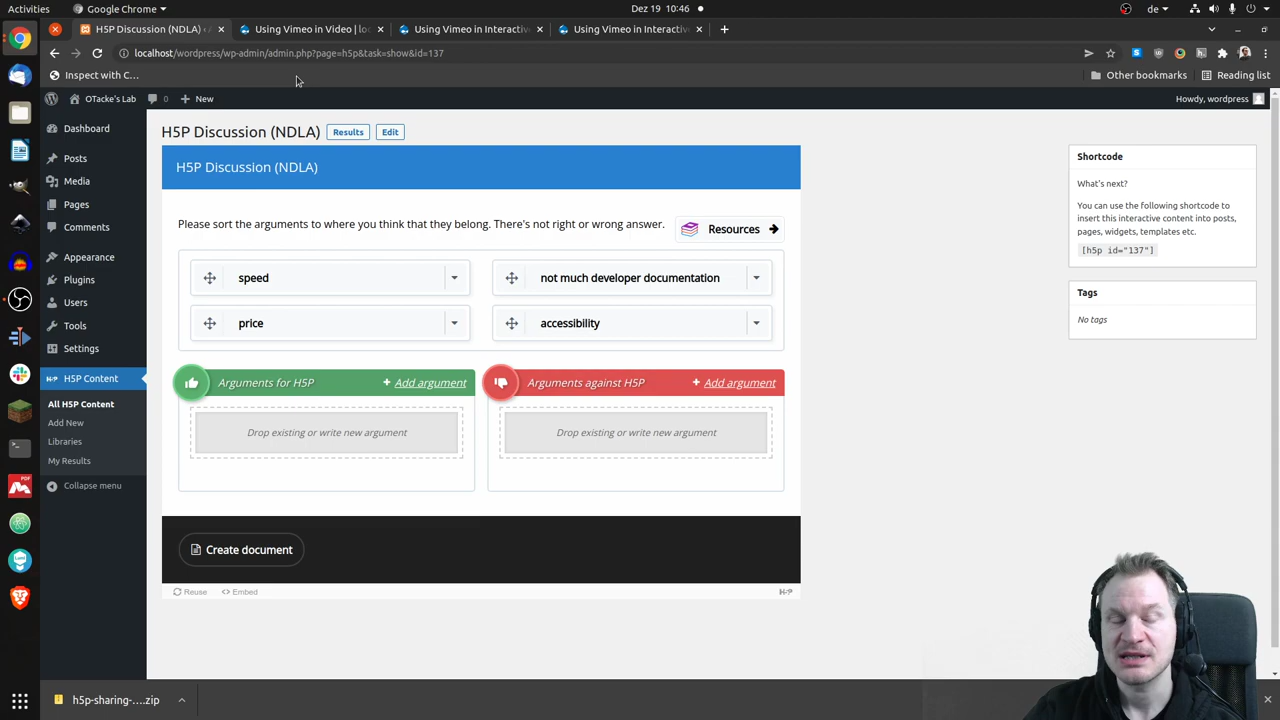 Activities
Google Chrome
Dez 19 10:46
de
H5P Discussion (NDLA) ‹
Using Vimeo in Video | loc
Using Vimeo in Interactiv
Using Vimeo in Interactiv
localhost/wordpress/wp-admin/admin.php?page=h5p&task=show&id=137
Inspect with C...
Other bookmarks
Reading list
OTacke's Lab
0
+ New
Howdy, wordpress
Dashboard
Posts
Media
Pages
Comments
Appearance
Plugins
Users
Tools
Settings
H5P Content
All H5P Content
Add New
Libraries
My Results
Collapse menu
H5P Discussion (NDLA)
Results
Edit
H5P Discussion (NDLA)
Please sort the arguments to where you think that they belong. There's not right or wrong answer.
Resources
speed
not much developer documentation
price
accessibility
Arguments for H5P
+ Add argument
Arguments against H5P
+ Add argument
Drop existing or write new argument
Drop existing or write new argument
Create document
Reuse
Embed
H5P
Shortcode
What's next?
You can use the following shortcode to
insert this interactive content into posts,
pages, widgets, templates etc.
[h5p id="137"]
Tags
No tags
h5p-sharing-....zip